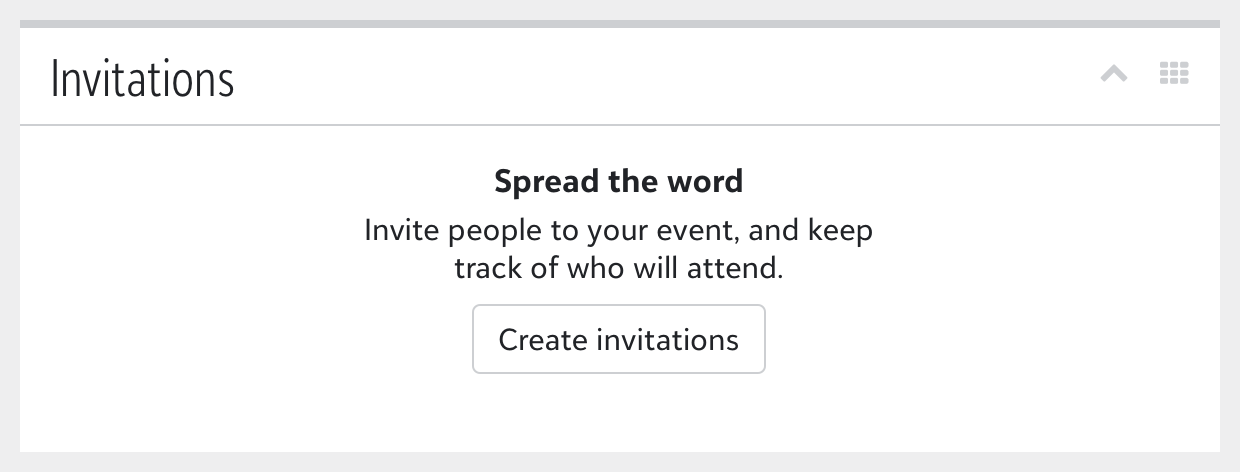 Invitations
Spread the word
Invite people to your event, and keep
track of who will attend.
Create invitations